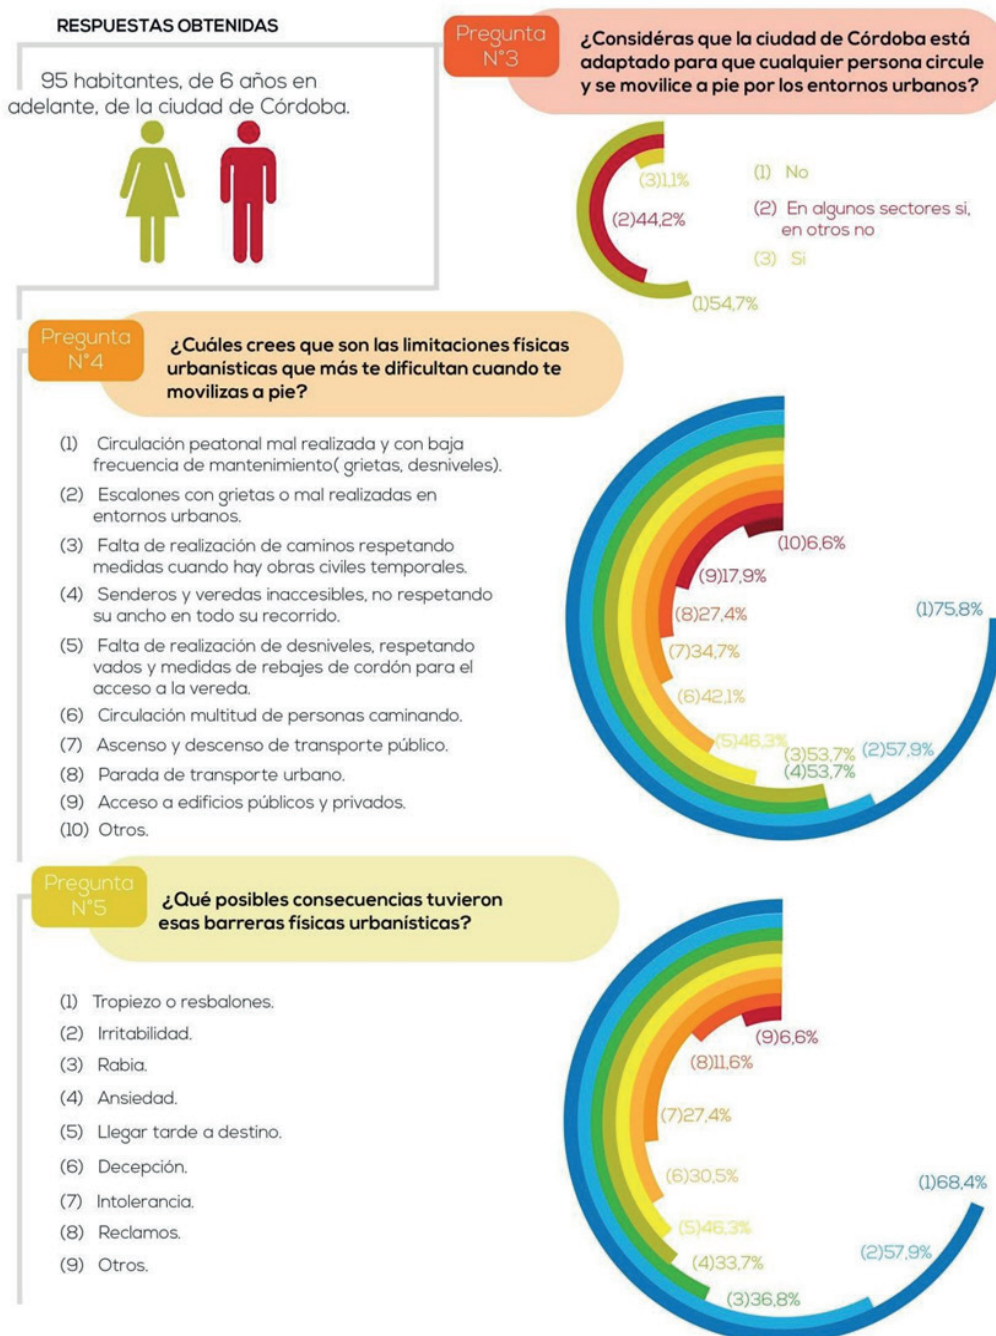 RESPUESTAS OBTENIDAS
95 habitantes, de 6 años en
adelante, de la ciudad de Córdoba.
Pregunta
N°3
¿Considéras que la ciudad de Córdoba está
adaptado para que cualquier persona circule
y se movilice a pie por los entornos urbanos?
(3)1,1%
(2)44,2%
(1)54,7%
(1) No
(2) En algunos sectores si,
en otros no
(3) Si
Pregunta
N°4
¿Cuáles crees que son las limitaciones físicas
urbanísticas que más te dificultan cuando te
movilizas a pie?
(1) Circulación peatonal mal realizada y con baja
frecuencia de mantenimiento( grietas, desniveles).
(2) Escalones con grietas o mal realizadas en
entornos urbanos.
(3) Falta de realización de caminos respetando
medidas cuando hay obras civiles temporales.
(4) Senderos y veredas inaccesibles, no respetando
su ancho en todo su recorrido.
(5) Falta de realización de desniveles, respetando
vados y medidas de rebajes de cordón para el
acceso a la vereda.
(6) Circulación multitud de personas caminando.
(7) Ascenso y descenso de transporte público.
(8) Parada de transporte urbano.
(9) Acceso a edificios públicos y privados.
(10) Otros.
(10)6,6%
(9)17,9%
(8)27,4%
(1)75,8%
(7)34,7%
(6)42,1%
(5)46,3%
(3)53,7%
(2)57,9%
(4)53,7%
Pregunta
N°5
¿Qué posibles consecuencias tuvieron
esas barreras físicas urbanísticas?
(1) Tropiezo o resbalones.
(2) Irritabilidad.
(3) Rabia.
(4) Ansiedad.
(5) Llegar tarde a destino.
(6) Decepción.
(7) Intolerancia.
(8) Reclamos.
(9) Otros.
(9)6,6%
(8)11,6%
(7)27,4%
(6)30,5%
(1)68,4%
(5)46,3%
(2)57,9%
(4)33,7%
(3)36,8%